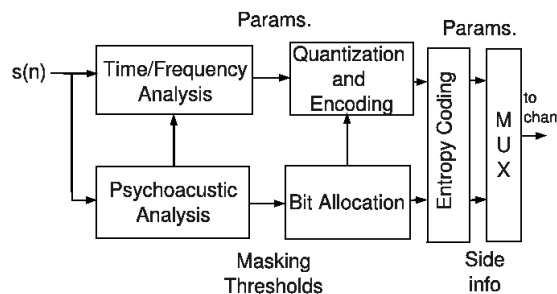 Params.
Params.
s(n)
Time/Frequency
Analysis
Quantization
and
Encoding
Entropy Coding
M
U
X
to
chan
Psychoacustic
Analysis
Bit Allocation
Masking
Thresholds
Side
info